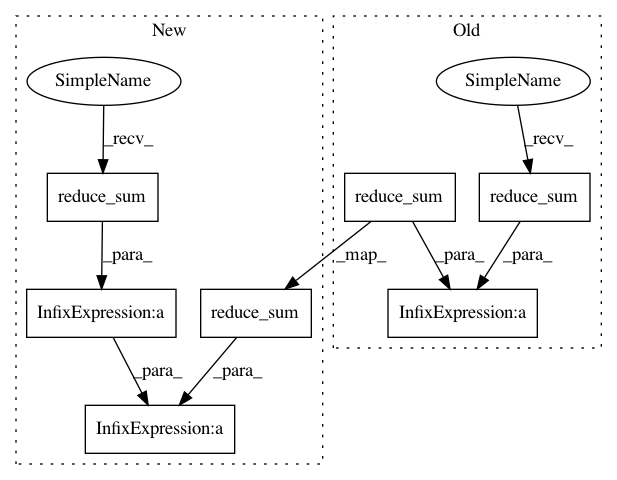 New
Old
SimpleName
SimpleName
_recv_
_recv_
reduce_sum
reduce_sum
reduce_sum
_para_
_map_
_para_
_para_
InfixExpression:a
reduce_sum
InfixExpression:a
_para_
_para_
InfixExpression:a